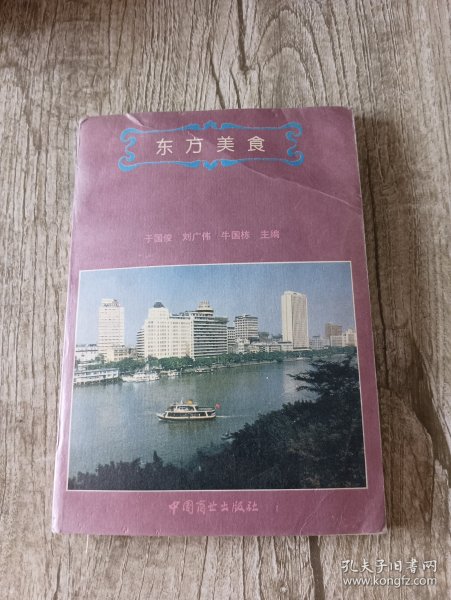 东方美食
于国俊 刘广伟 牛国栋 主编
中国商业出版社
孔夫子旧书网
www.kongfz.com